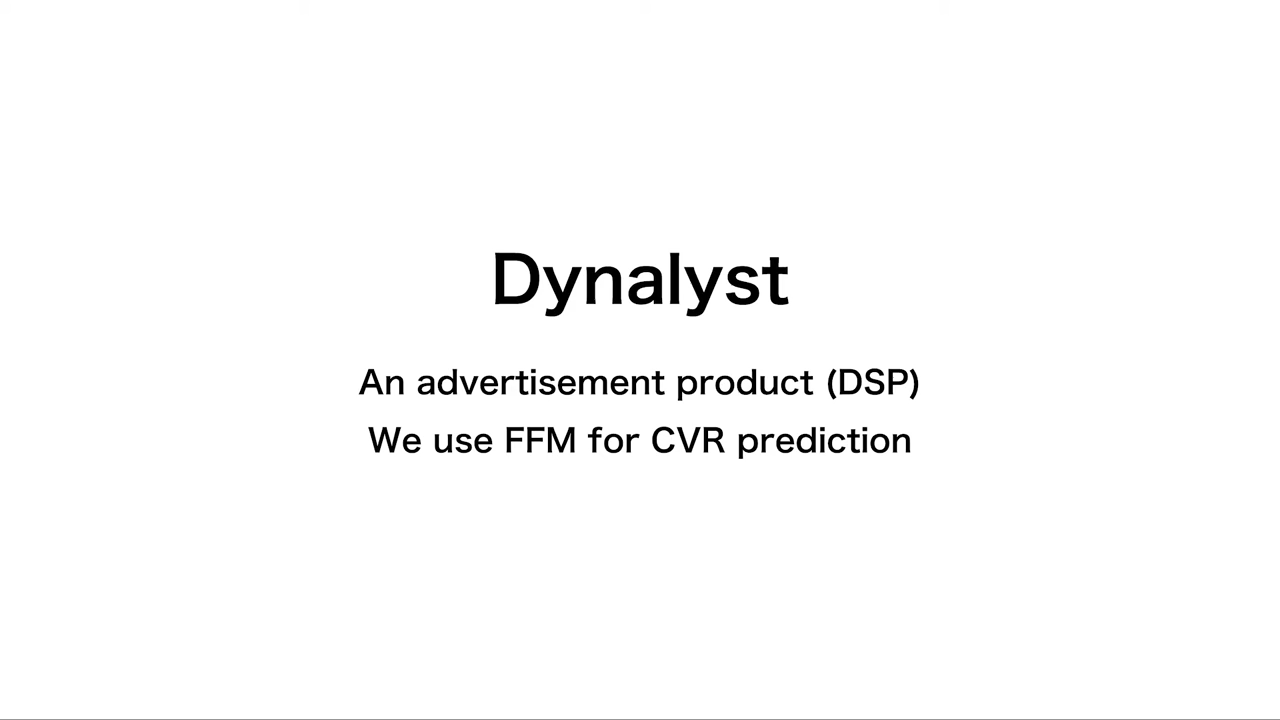 Dynalyst
An advertisement product (DSP)
We use FFM for CVR prediction